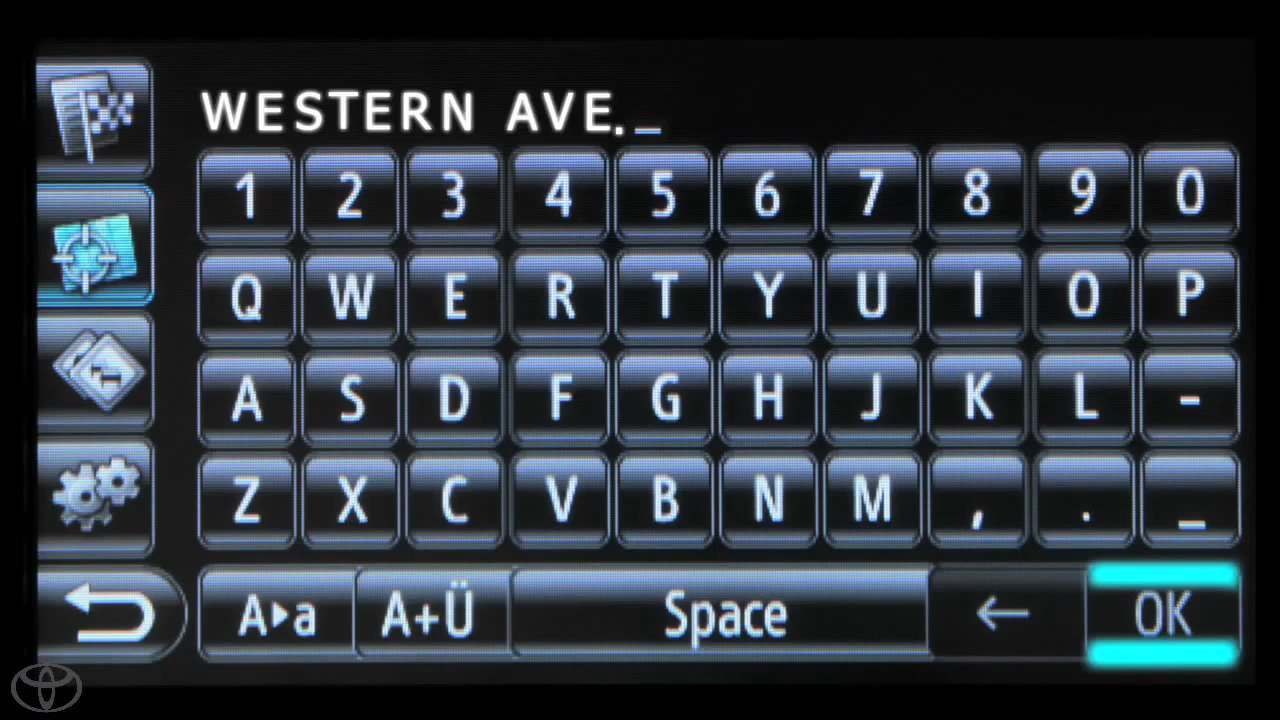 WESTERN AVE._
1 2 3 4 5 6 7 8 9 0
Q W E R T Y U I O P
A S D F G H J K L -
Z X C V B N M , . _
A▸a A+Ü Space ← OK